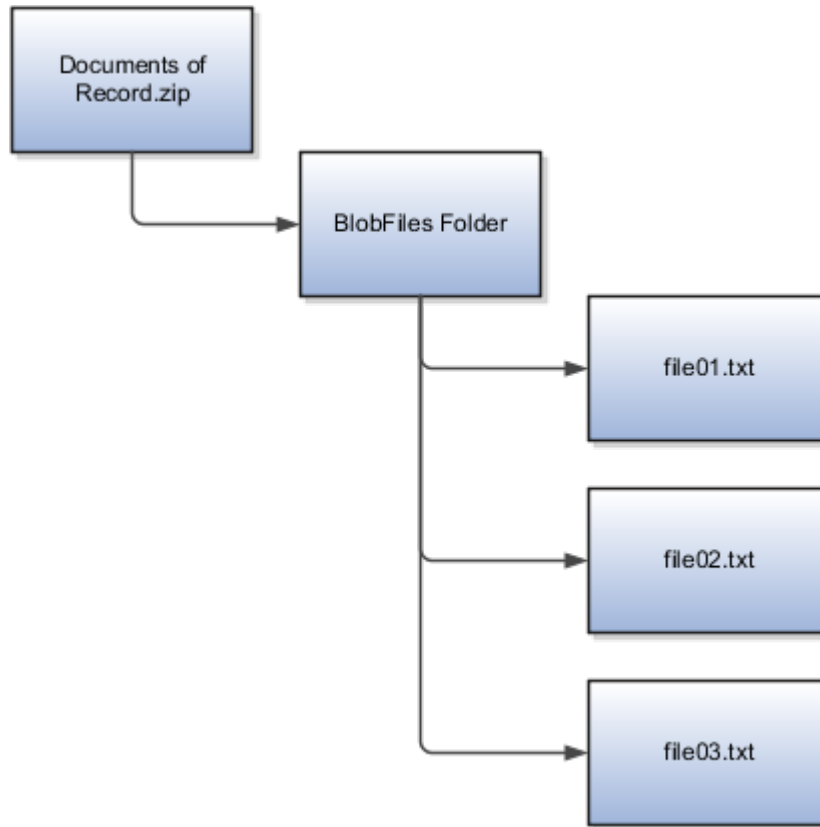 Documents of
Record.zip
BlobFiles Folder
file01.txt
file02.txt
file03.txt